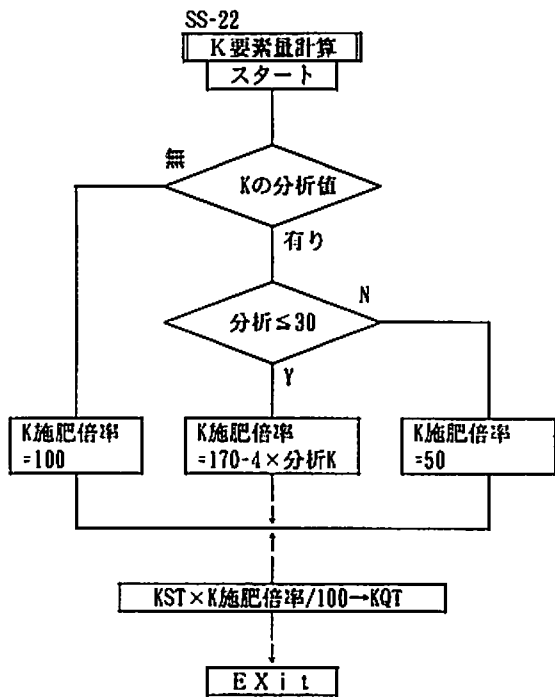 SS-22
K要素量計算
スタート
無
Kの分析値
有り
N
分析≤30
Y
K施肥倍率
=100
K施肥倍率
=170-4×分析K
K施肥倍率
=50
KST×K施肥倍率/100→KQT
EXit